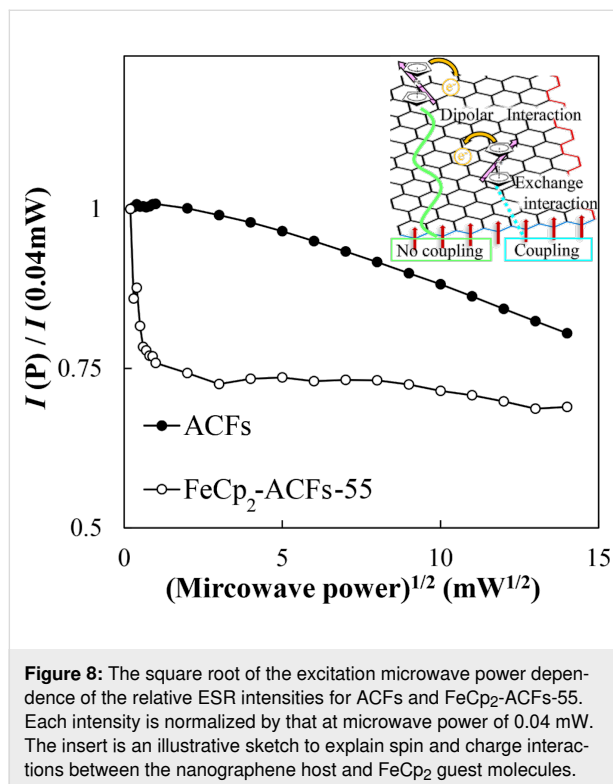 e-
Dipolar Interaction
e-
Exchange
interaction
No coupling
Coupling
1
0.75
0.5
I (P) / I (0.04mW)
ACFs
FeCp₂-ACFs-55
0 5 10 15
(Mircowave power)¹/² (mW¹/²)
Figure 8: The square root of the excitation microwave power depen-
dence of the relative ESR intensities for ACFs and FeCp₂-ACFs-55.
Each intensity is normalized by that at microwave power of 0.04 mW.
The insert is an illustrative sketch to explain spin and charge interac-
tions between the nanographene host and FeCp₂ guest molecules.